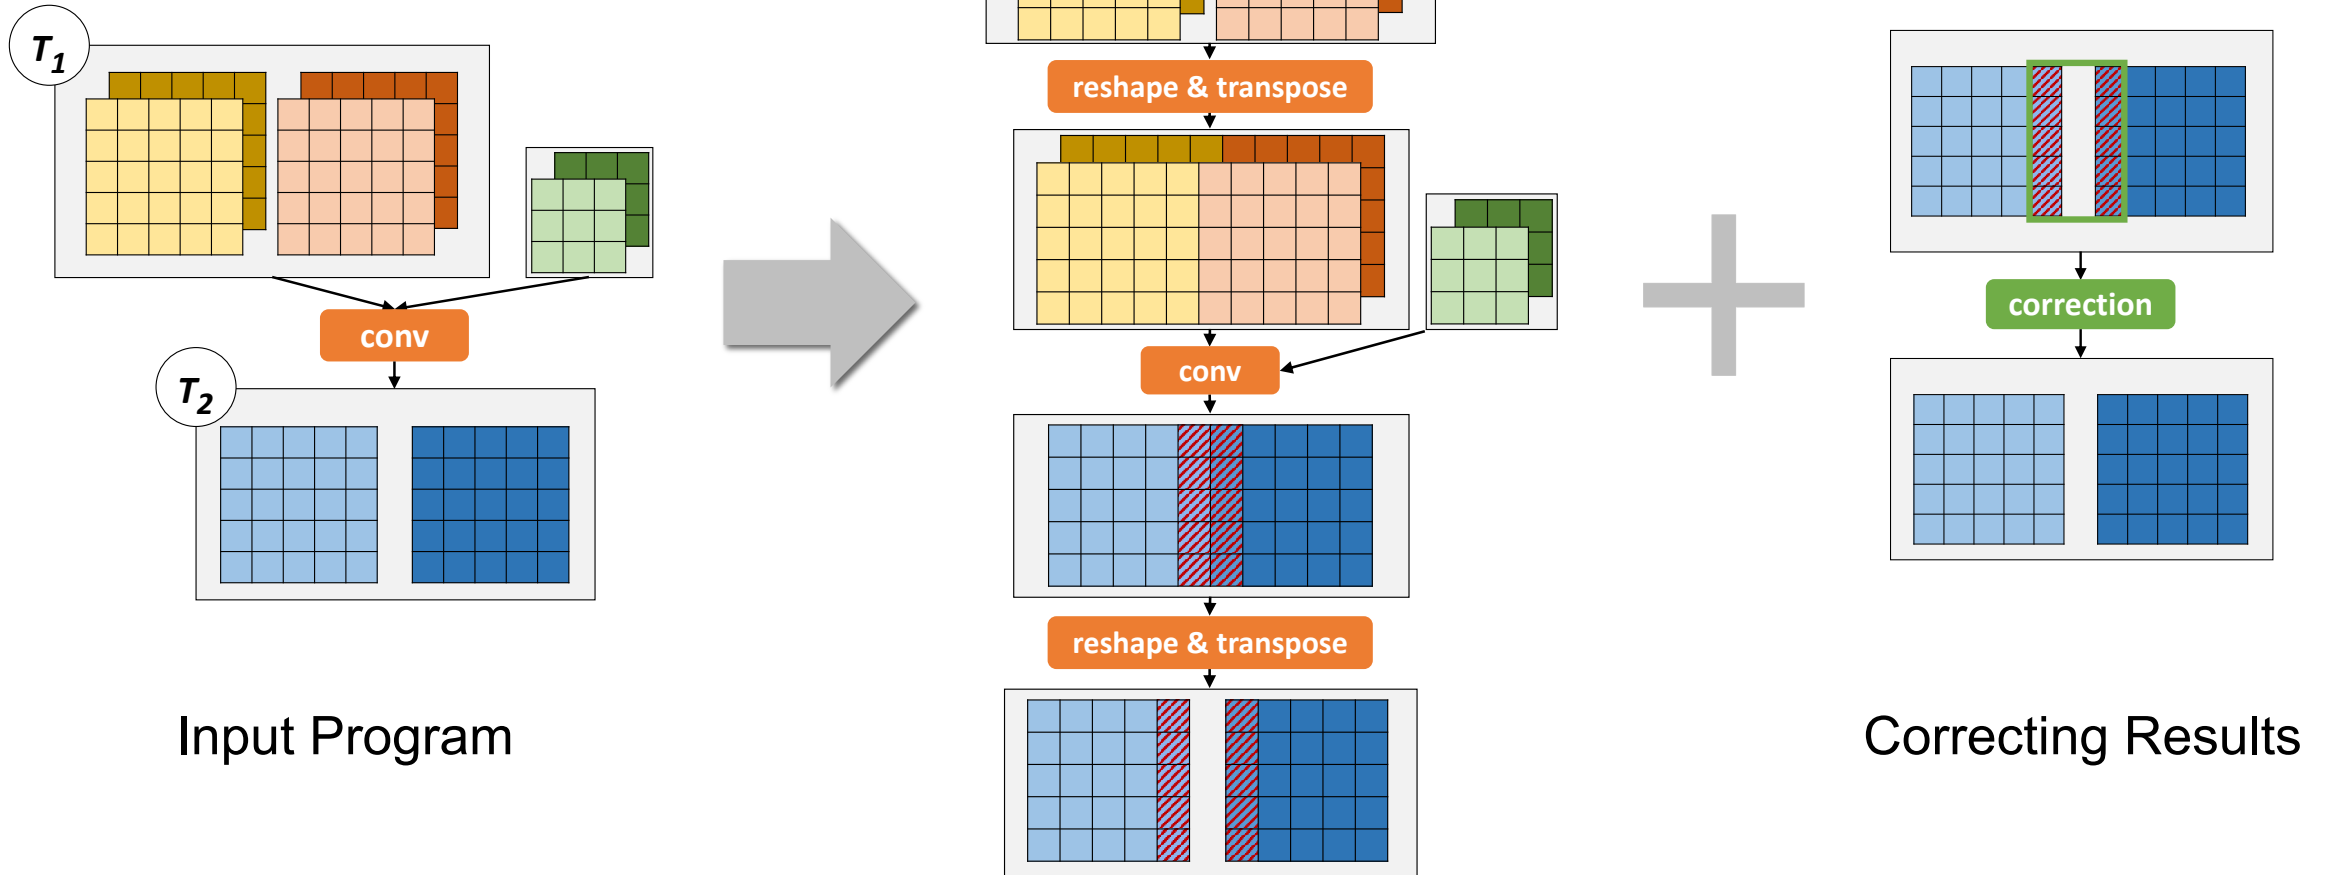 T1
conv
T2
Input Program
reshape & transpose
conv
reshape & transpose
correction
Correcting Results